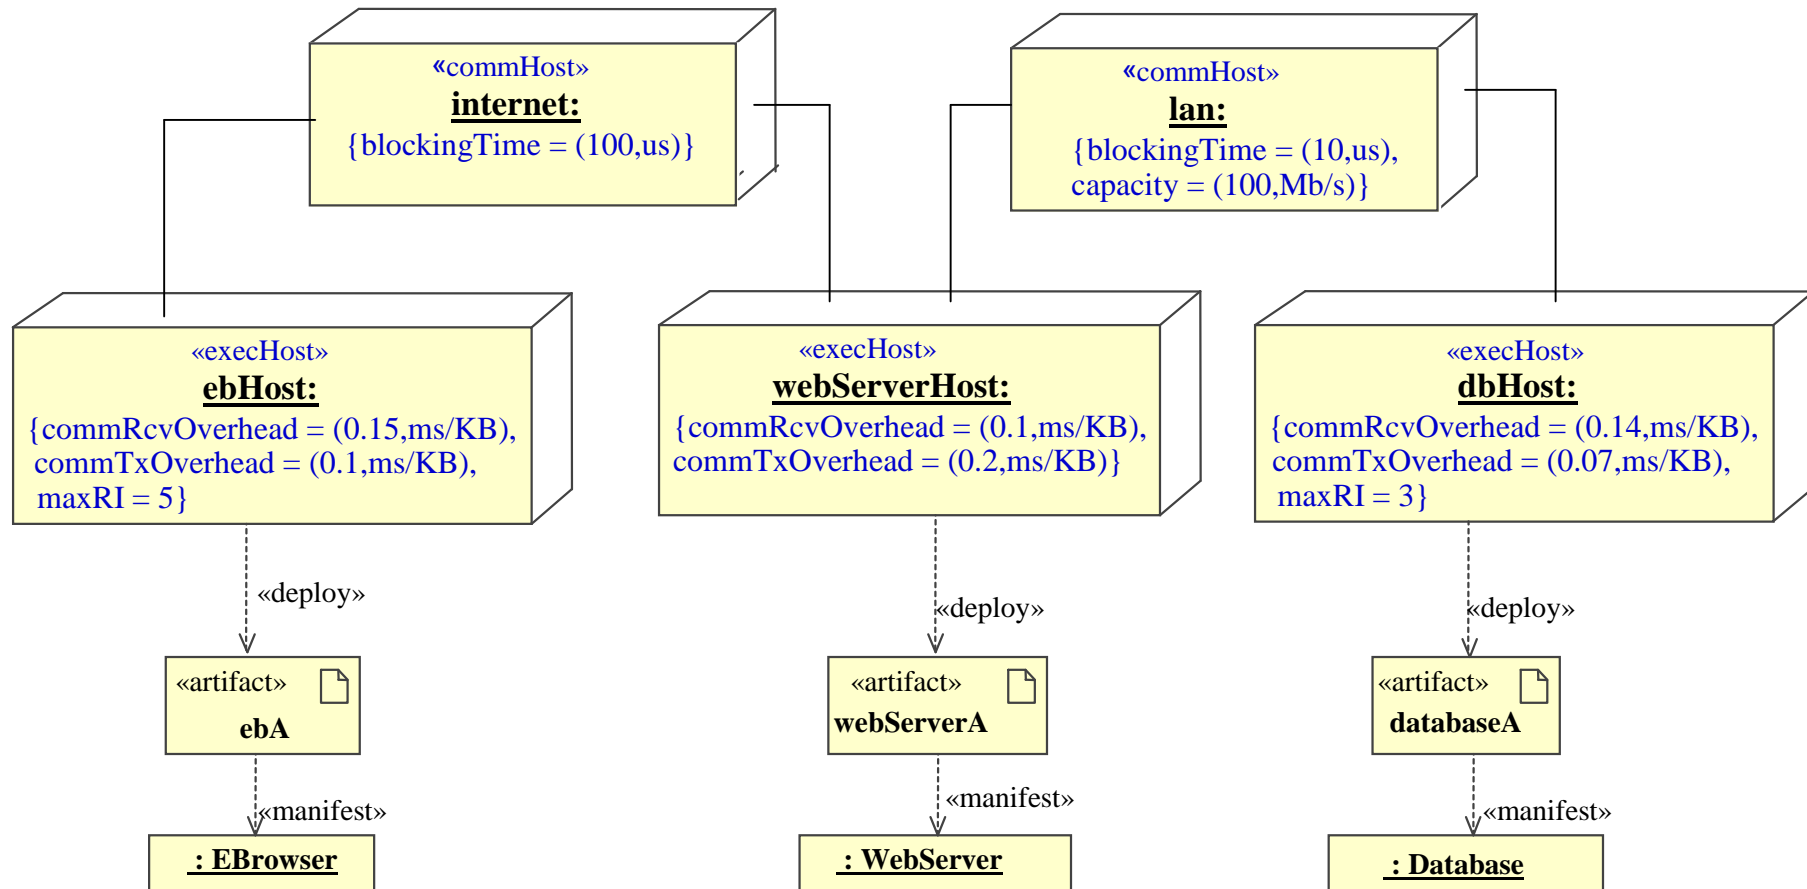 «commHost»
internet:
{blockingTime = (100,us)}
«commHost»
lan:
{blockingTime = (10,us),
capacity = (100,Mb/s)}
«execHost»
ebHost:
{commRcvOverhead = (0.15,ms/KB),
commTxOverhead = (0.1,ms/KB),
maxRI = 5}
«execHost»
webServerHost:
{commRcvOverhead = (0.1,ms/KB),
commTxOverhead = (0.2,ms/KB)}
«execHost»
dbHost:
{commRcvOverhead = (0.14,ms/KB),
commTxOverhead = (0.07,ms/KB),
maxRI = 3}
«deploy»
«deploy»
«deploy»
«artifact»
ebA
«artifact»
webServerA
«artifact»
databaseA
«manifest»
«manifest»
«manifest»
: EBrowser
: WebServer
: Database